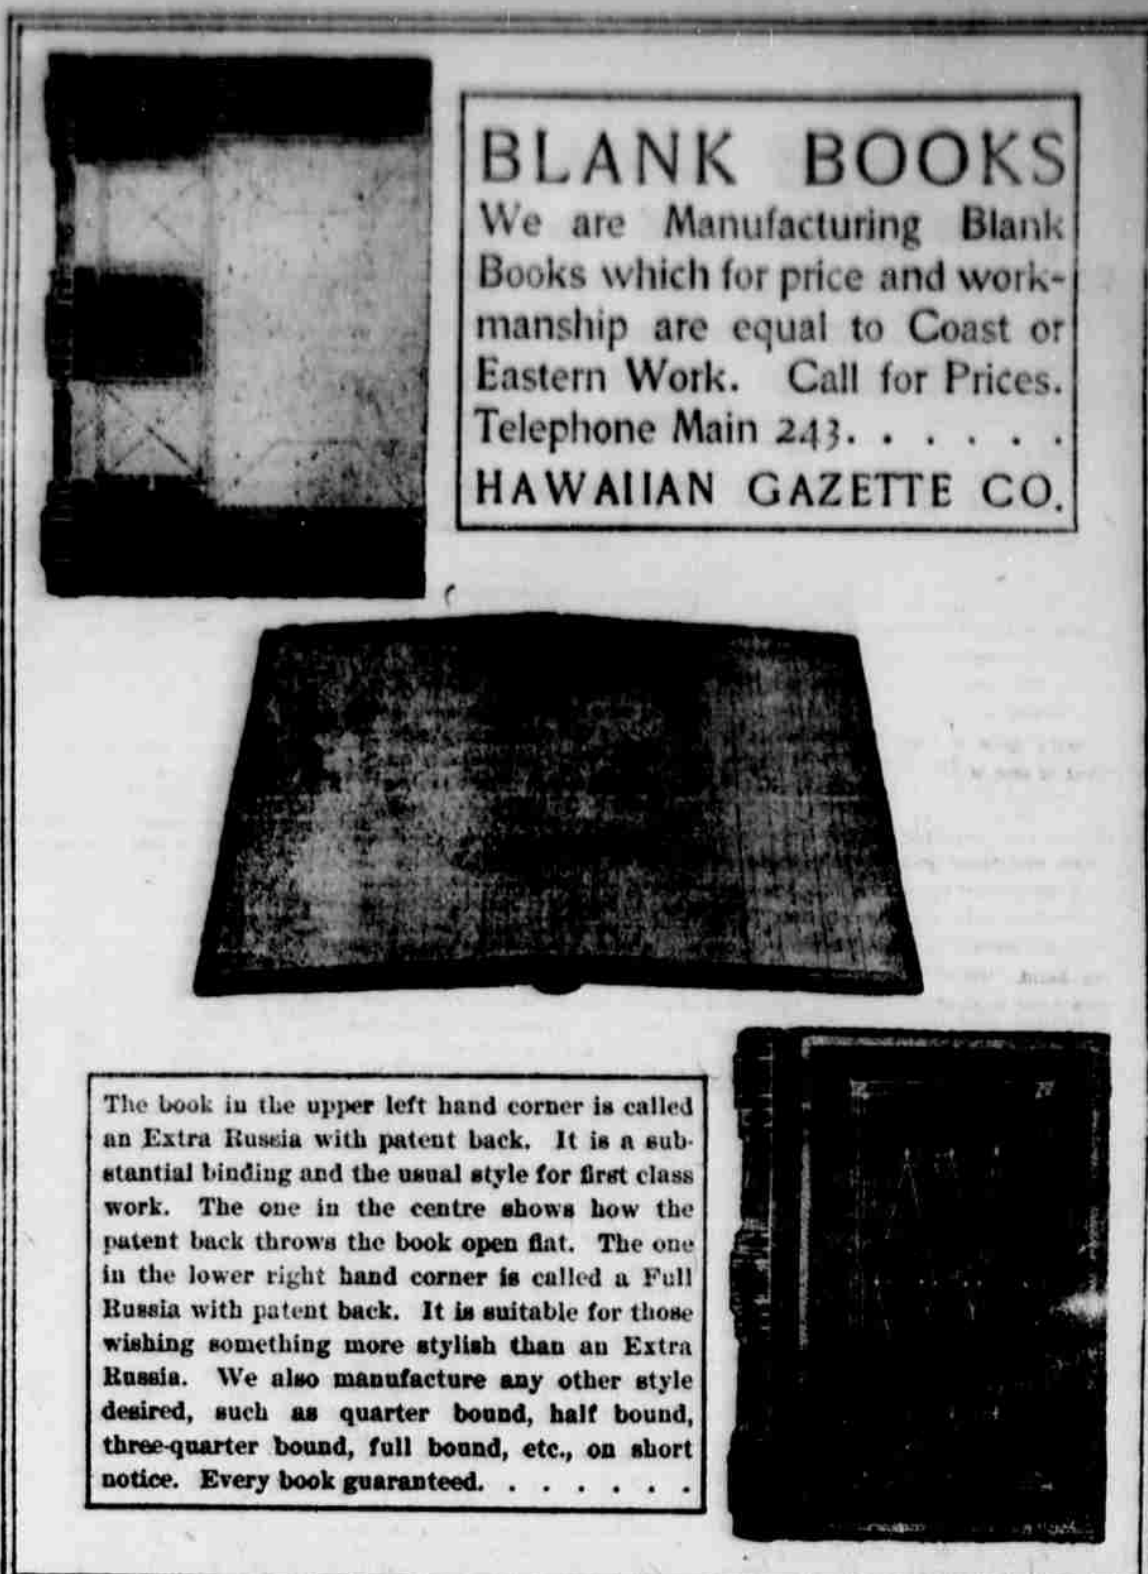 BLANK BOOKS
We are Manufacturing Blank
Books which for price and work-
manship are equal to Coast or
Eastern Work. Call for Prices.
Telephone Main 243. . . . . .
HAWAIIAN GAZETTE CO.
The book in the upper left hand corner is called
an Extra Russia with patent back. It is a sub-
stantial binding and the usual style for first class
work. The one in the centre shows how the
patent back throws the book open flat. The one
in the lower right hand corner is called a Full
Russia with patent back. It is suitable for those
wishing something more stylish than an Extra
Russia. We also manufacture any other style
desired, such as quarter bound, half bound,
three-quarter bound, full bound, etc., on short
notice. Every book guaranteed. . . . . . .